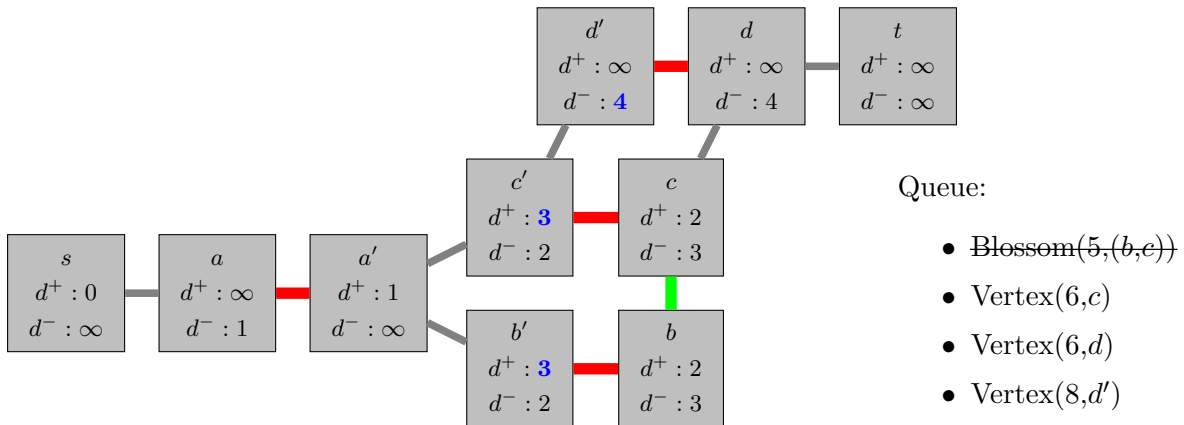 d′
d⁺ : ∞
d⁻ : 4
d
d⁺ : ∞
d⁻ : 4
t
d⁺ : ∞
d⁻ : ∞
c′
d⁺ : 3
d⁻ : 2
c
d⁺ : 2
d⁻ : 3
s
d⁺ : 0
d⁻ : ∞
a
d⁺ : ∞
d⁻ : 1
a′
d⁺ : 1
d⁻ : ∞
b′
d⁺ : 3
d⁻ : 2
b
d⁺ : 2
d⁻ : 3
Queue:
• Blossom(5,(b,c))
• Vertex(6,c)
• Vertex(6,d)
• Vertex(8,d′)